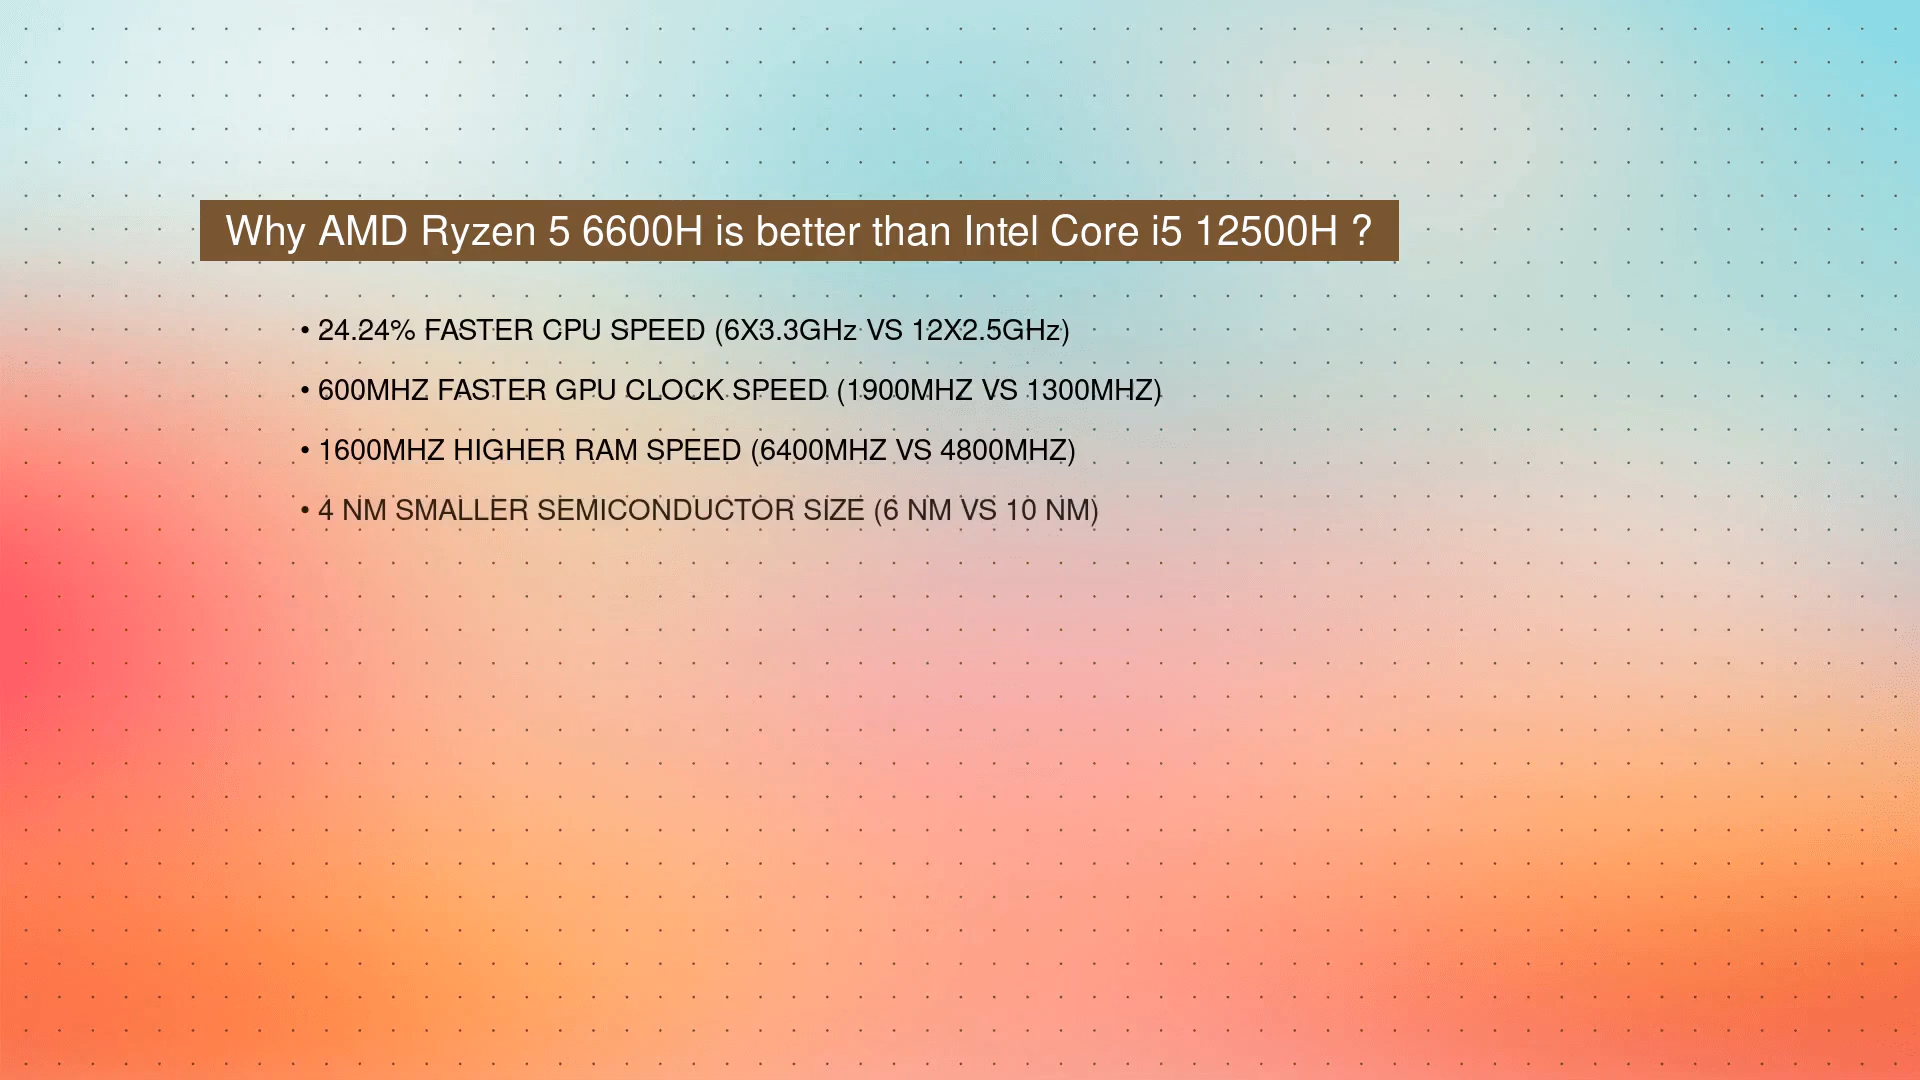 Why AMD Ryzen 5 6600H is better than Intel Core i5 12500H ?
• 24.24% FASTER CPU SPEED (6X3.3GHz VS 12X2.5GHz)
• 600MHZ FASTER GPU CLOCK SPEED (1900MHZ VS 1300MHZ)
• 1600MHZ HIGHER RAM SPEED (6400MHZ VS 4800MHZ)
• 4 NM SMALLER SEMICONDUCTOR SIZE (6 NM VS 10 NM)